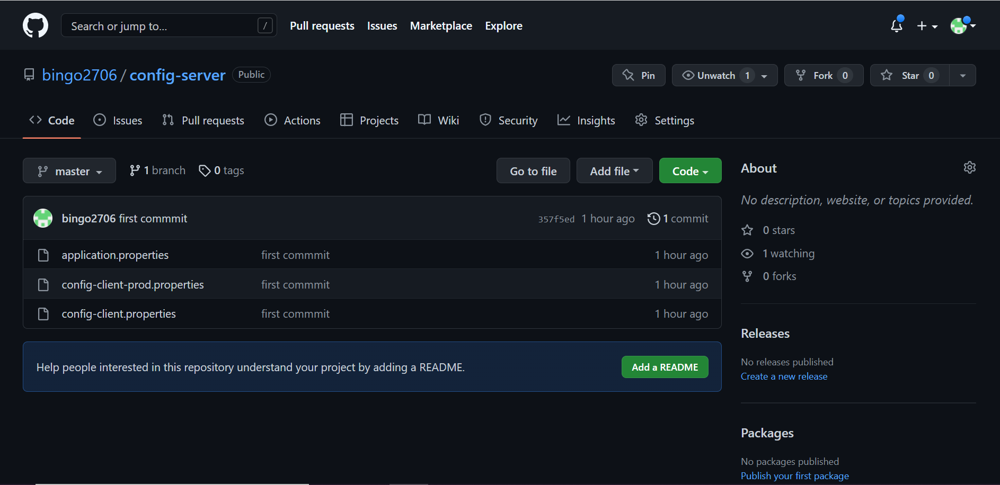 Search or jump to... /
Pull requests Issues Marketplace Explore
bingo2706 / config-server Public
Pin Unwatch 1 Fork 0 Star 0
Code Issues Pull requests Actions Projects Wiki Security Insights Settings
master 1 branch 0 tags Go to file Add file Code
bingo2706 first commmit 357f5ed 1 hour ago 1 commit
application.properties first commmit 1 hour ago
config-client-prod.properties first commmit 1 hour ago
config-client.properties first commmit 1 hour ago
Help people interested in this repository understand your project by adding a README. Add a README
About
No description, website, or topics provided.
0 stars
1 watching
0 forks
Releases
No releases published
Create a new release
Packages
No packages published
Publish your first package